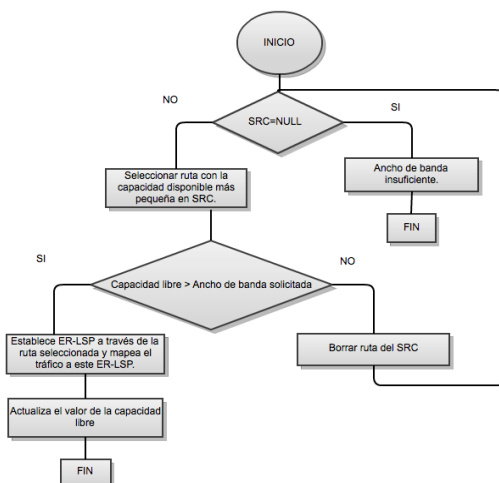 INICIO
NO
SI
SRC=NULL
Seleccionar ruta con la
capacidad disponible más
pequeña en SRC.
Ancho de banda
insuficiente.
FIN
SI
NO
Capacidad libre > Ancho de banda solicitada
Establece ER-LSP a través de la
ruta seleccionada y mapea el
tráfico a este ER-LSP.
Borrar ruta del SRC
Actualiza el valor de la capacidad
libre
FIN